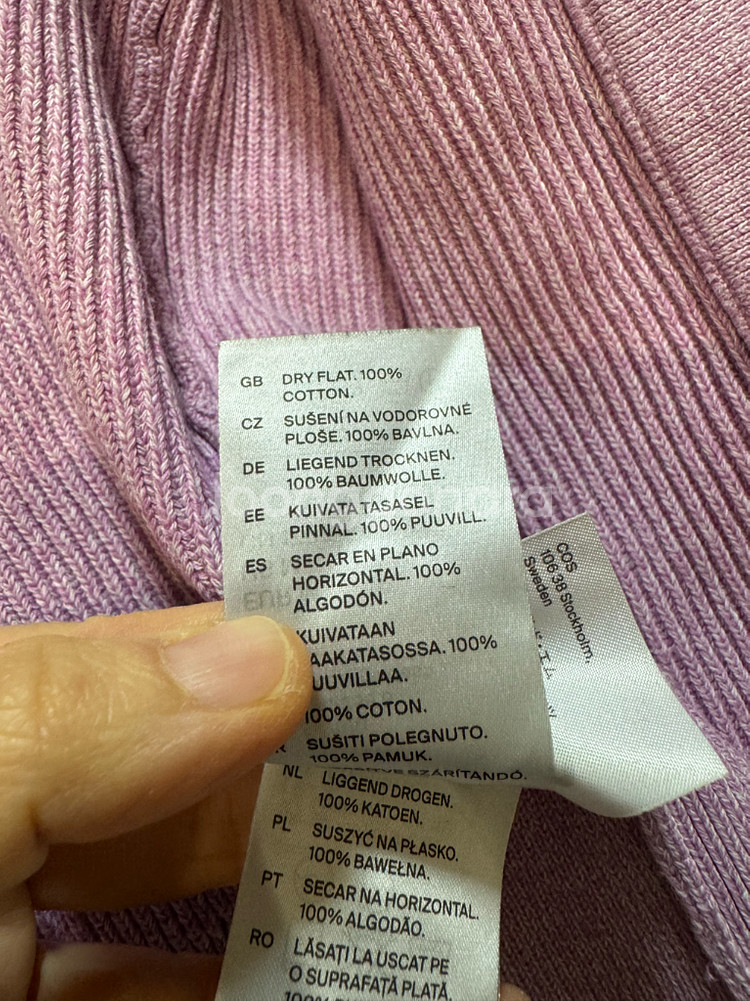 GB DRY FLAT. 100%
COTTON.
CZ SUŠENÍ NA VODOROVNÉ
PLOŠE. 100% BAVLNA.
DE LIEGEND TROCKNEN.
100% BAUMWOLLE.
EE KUIVATA TASASEL
PINNAL. 100% PUUVILL.
ES SECAR EN PLANO
HORIZONTAL. 100%
ALGODÓN.
KUIVATAAN
AAKATASOSSA. 100%
UUVILLAA.
100% COTON.
SUŠITI POLEGNUTO.
100% PAMUK.
SZÁRÍTANDÓ.
NL LIGGEND DROGEN.
100% KATOEN.
PL SUSZYĆ NA PŁASKO.
100% BAWEŁNA.
PT SECAR NA HORIZONTAL.
100% ALGODÃO.
RO LĂSAȚI LA USCAT PE
O SUPRAFAȚĂ PLATĂ.
100%
COS
106 38 Stockholm,
Sweden